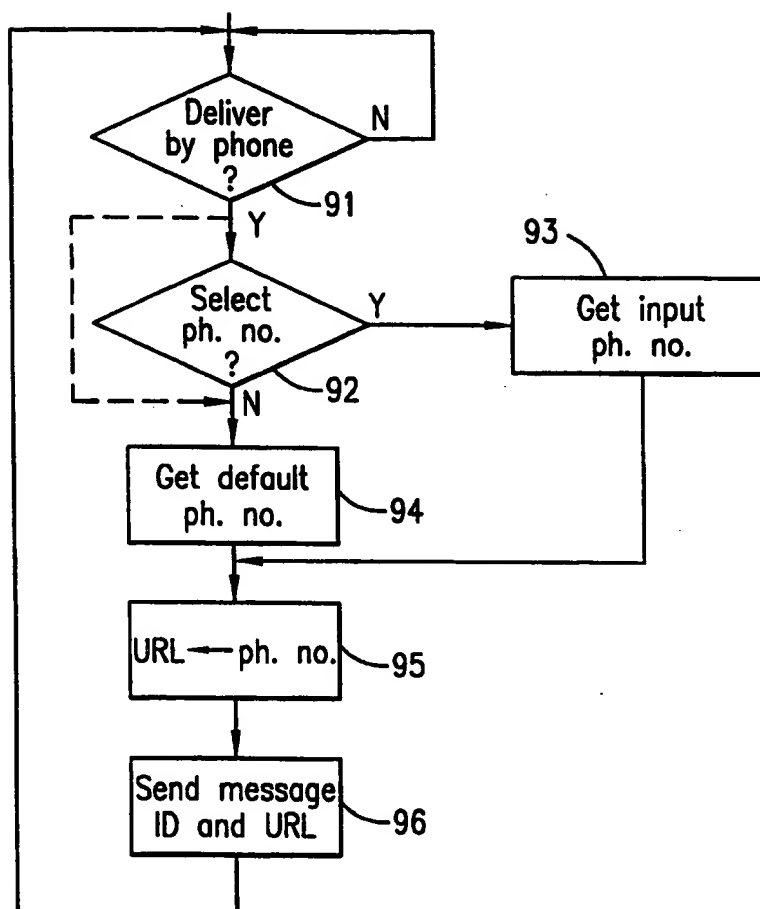 Deliver
by phone
?
N
91
Y
93
Select
ph. no.
?
Y
92
N
Get input
ph. no.
Get default
ph. no.
94
URL ← ph. no.
95
Send message
ID and URL
96